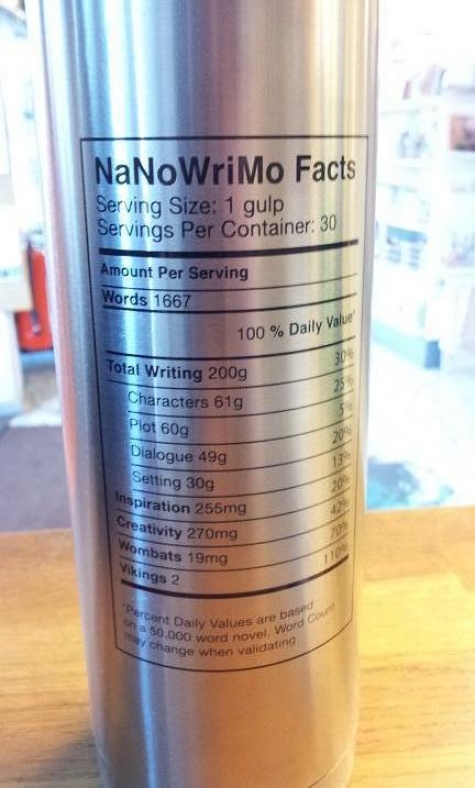 NaNoWriMo Facts
Serving Size: 1 gulp
Servings Per Container: 30
Amount Per Serving
Words 1667
100 % Daily Value*
Total Writing 200g 30%
Characters 61g 25%
Plot 60g 5%
Dialogue 49g 20%
Setting 30g 13%
Inspiration 255mg 20%
Creativity 270mg 42%
Wombats 19mg 70%
Vikings 2 110%
*Percent Daily Values are based
on a 50,000 word novel. Word Count
may change when validating.